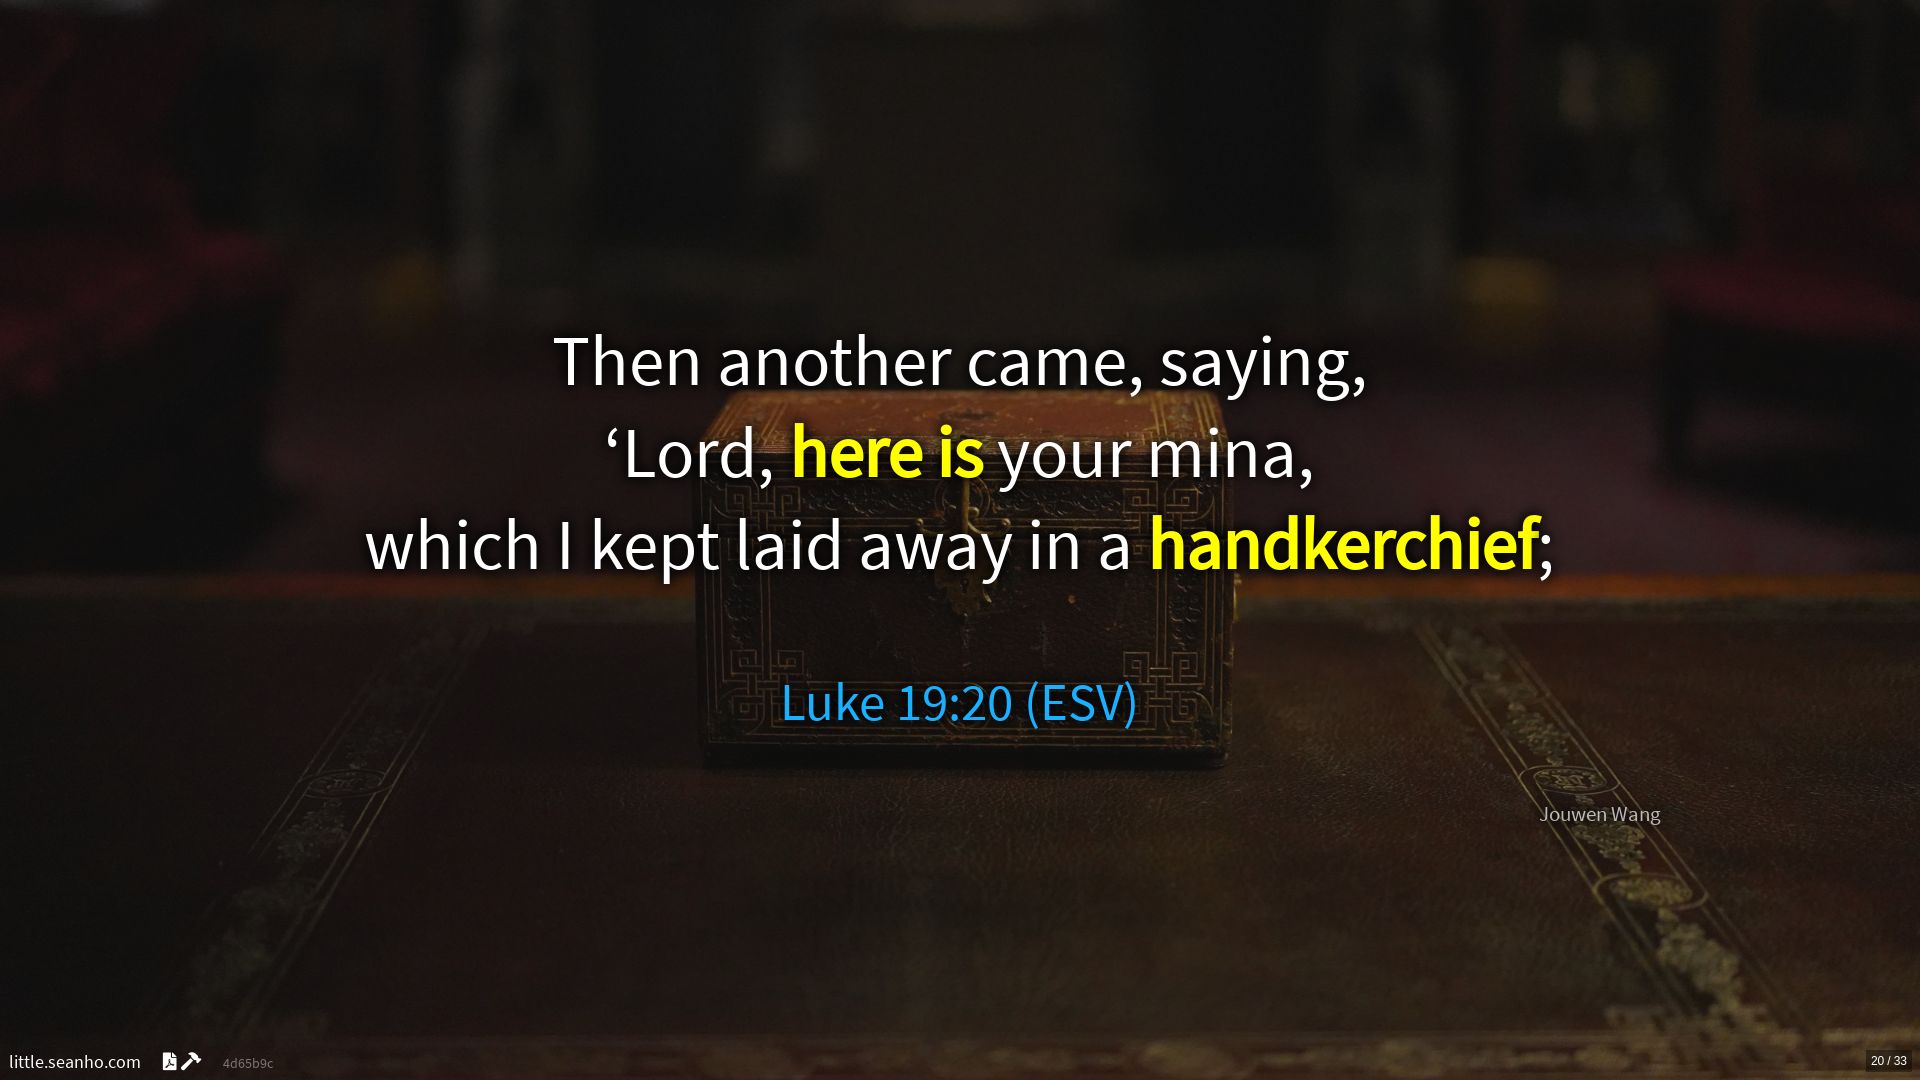 Then another came, saying,
‘Lord, here is your mina,
which I kept laid away in a handkerchief;
Luke 19:20 (ESV)
Jouwen Wang
little.seanho.com
4d65b9c
20 / 33